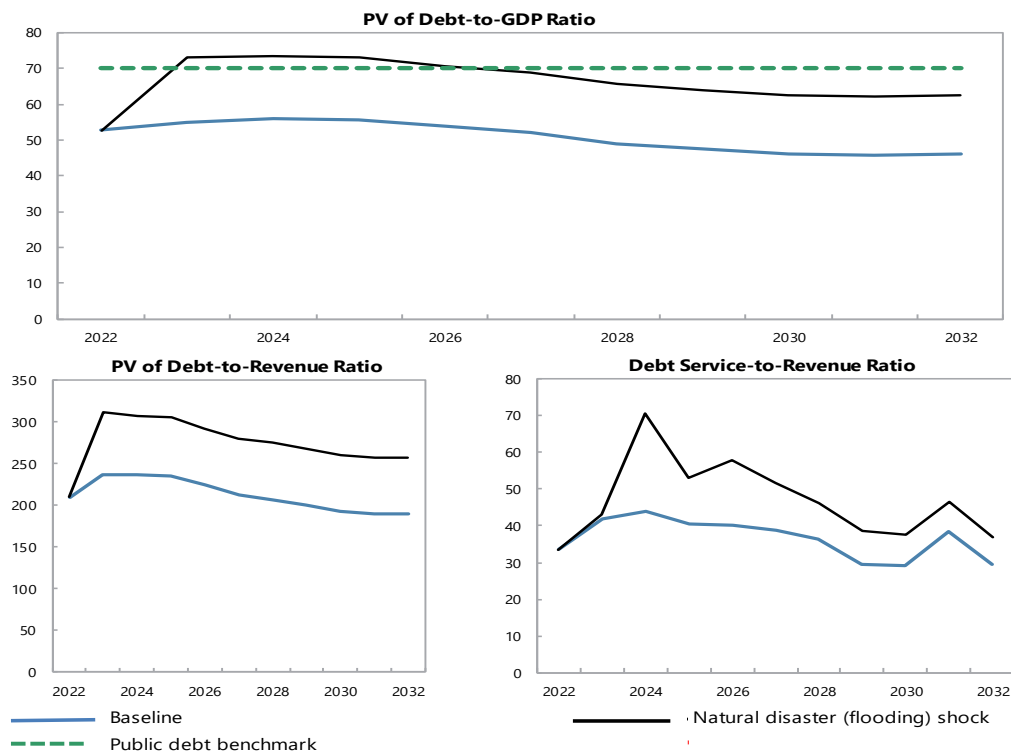 PV of Debt-to-GDP Ratio
80
70
60
50
40
30
20
10
0
2022 2024 2026 2028 2030 2032
PV of Debt-to-Revenue Ratio
350
300
250
200
150
100
50
0
2022 2024 2026 2028 2030 2032
Debt Service-to-Revenue Ratio
80
70
60
50
40
30
20
10
0
2022 2024 2026 2028 2030 2032
Baseline
Natural disaster (flooding) shock
Public debt benchmark